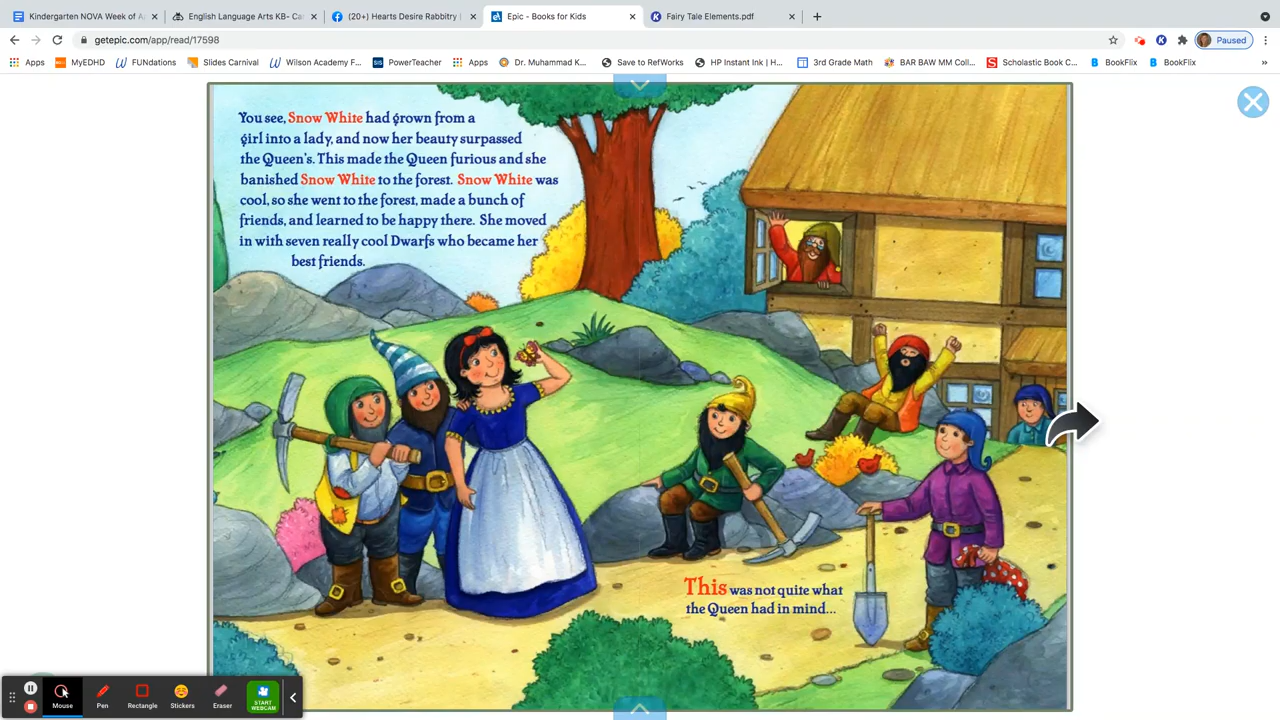 Kindergarten NOVA Week of A
English Language Arts KB- Ca
(20+) Hearts Desire Rabbitry |
Epic - Books for Kids
Fairy Tale Elements.pdf
getepic.com/app/read/17598
Paused
Apps
MyEDHD
FUNdations
Slides Carnival
Wilson Academy F...
PowerTeacher
Apps
Dr. Muhammad K...
Save to RefWorks
HP Instant Ink | H...
3rd Grade Math
BAR BAW MM Coll...
Scholastic Book C...
BookFlix
BookFlix
You see, Snow White had grown from a
girl into a lady, and now her beauty surpassed
the Queen's. This made the Queen furious and she
banished Snow White to the forest. Snow White was
cool, so she went to the forest, made a bunch of
friends, and learned to be happy there. She moved
in with seven really cool Dwarfs who became her
best friends.
This was not quite what
the Queen had in mind...
Mouse
Pen
Rectangle
Stickers
Eraser
START
WEBCAM